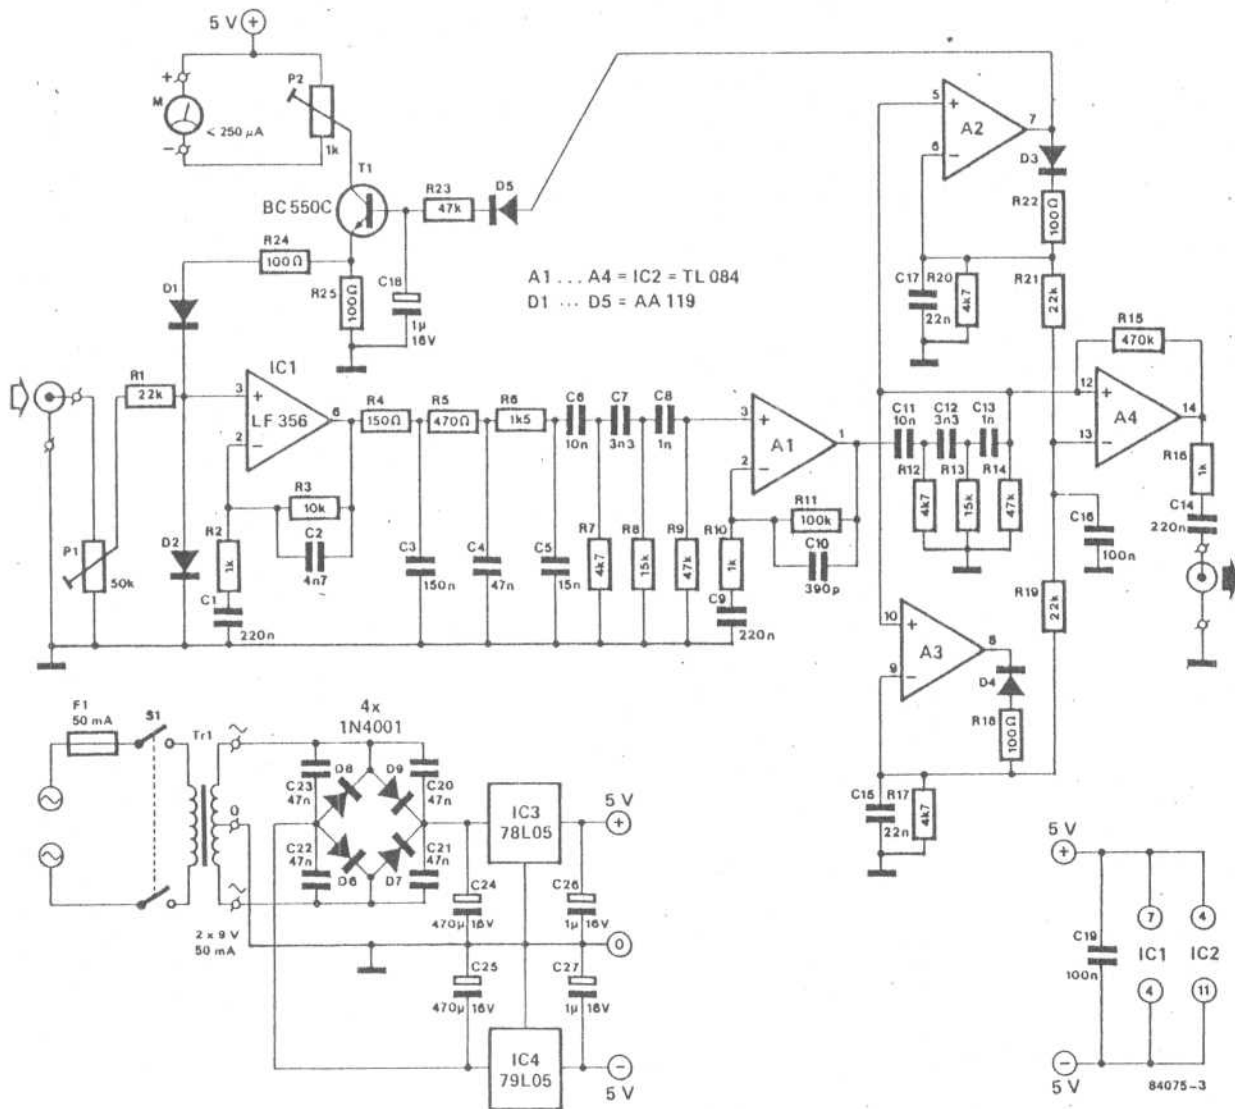 5 V +
+
M
−
< 250 µA
P2
1k
T1
BC 550C
R23
47k
D5
R24
100Ω
R25
100Ω
C18
1µ
16V
A1 ... A4 = IC2 = TL 084
D1 ... D5 = AA 119
D1
R1
22k
IC1
LF 356
3
+
2
−
6
R4
150Ω
R5
470Ω
R6
1k5
C6
10n
C7
3n3
C8
1n
R3
10k
C2
4n7
R2
1k
C1
220n
D2
P1
50k
C3
150n
C4
47n
C5
15n
R7
4k7
R8
15k
R9
47k
R10
1k
C9
220n
3
+
2
−
A1
1
R11
100k
C10
390p
5
+
6
−
A2
7
D3
R22
100Ω
C17
22n
R20
4k7
R21
22k
R15
470k
12
+
13
−
A4
14
C11
10n
C12
3n3
C13
1n
R12
4k7
R13
15k
R14
47k
R16
1k
C14
220n
C16
100n
R19
22k
10
+
9
−
A3
8
D4
R18
100Ω
C15
22n
R17
4k7
F1
50 mA
S1
Tr1
~
0
~
2 x 9 V
50 mA
4x
1N4001
C23
47n
D8
D9
C20
47n
C22
47n
D6
D7
C21
47n
IC3
78L05
5 V
+
C24
470µ 16V
C26
1µ 16V
0
C25
470µ 16V
C27
1µ 16V
IC4
79L05
−
5 V
5 V
+
7
4
C19
100n
IC1
IC2
4
11
−
5 V
84075-3